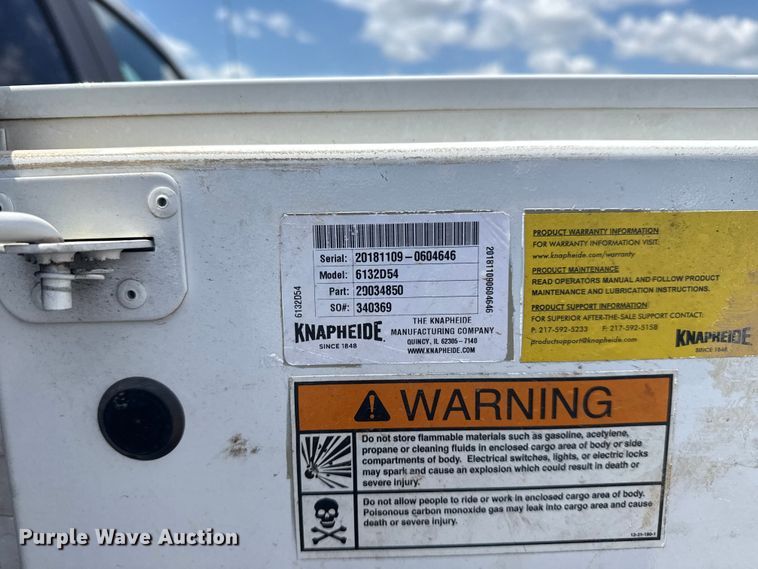 Serial: 20181109-0604646
Model: 6132D54
Part: 29034850
SO#: 340369
6132D54
201811090604646
KNAPHEIDE
SINCE 1848
THE KNAPHEIDE
MANUFACTURING COMPANY
QUINCY, IL 62305-7140
WWW.KNAPHEIDE.COM
PRODUCT WARRANTY INFORMATION
FOR WARRANTY INFORMATION VISIT:
www.knapheide.com/warranty
PRODUCT MAINTENANCE
READ OPERATORS MANUAL AND FOLLOW PRODUCT
MAINTENANCE AND LUBRICATION INSTRUCTIONS.
PRODUCT SUPPORT INFORMATION
FOR SUPERIOR AFTER-THE-SALE SUPPORT CONTACT:
P: 217-592-5233 F: 217-592-5158
productsupport@knapheide.com
KNAPHEIDE
SINCE 1848
WARNING
Do not store flammable materials such as gasoline, acetylene,
propane or cleaning fluids in enclosed cargo area of body or side
compartments of body. Electrical switches, lights, or electric locks
may spark and cause an explosion which could result in death or
severe injury.
Do not allow people to ride or work in enclosed cargo area of body.
Poisonous carbon monoxide gas may leak into cargo area and cause
death or severe injury.
12-21-150-1
Purple Wave Auction